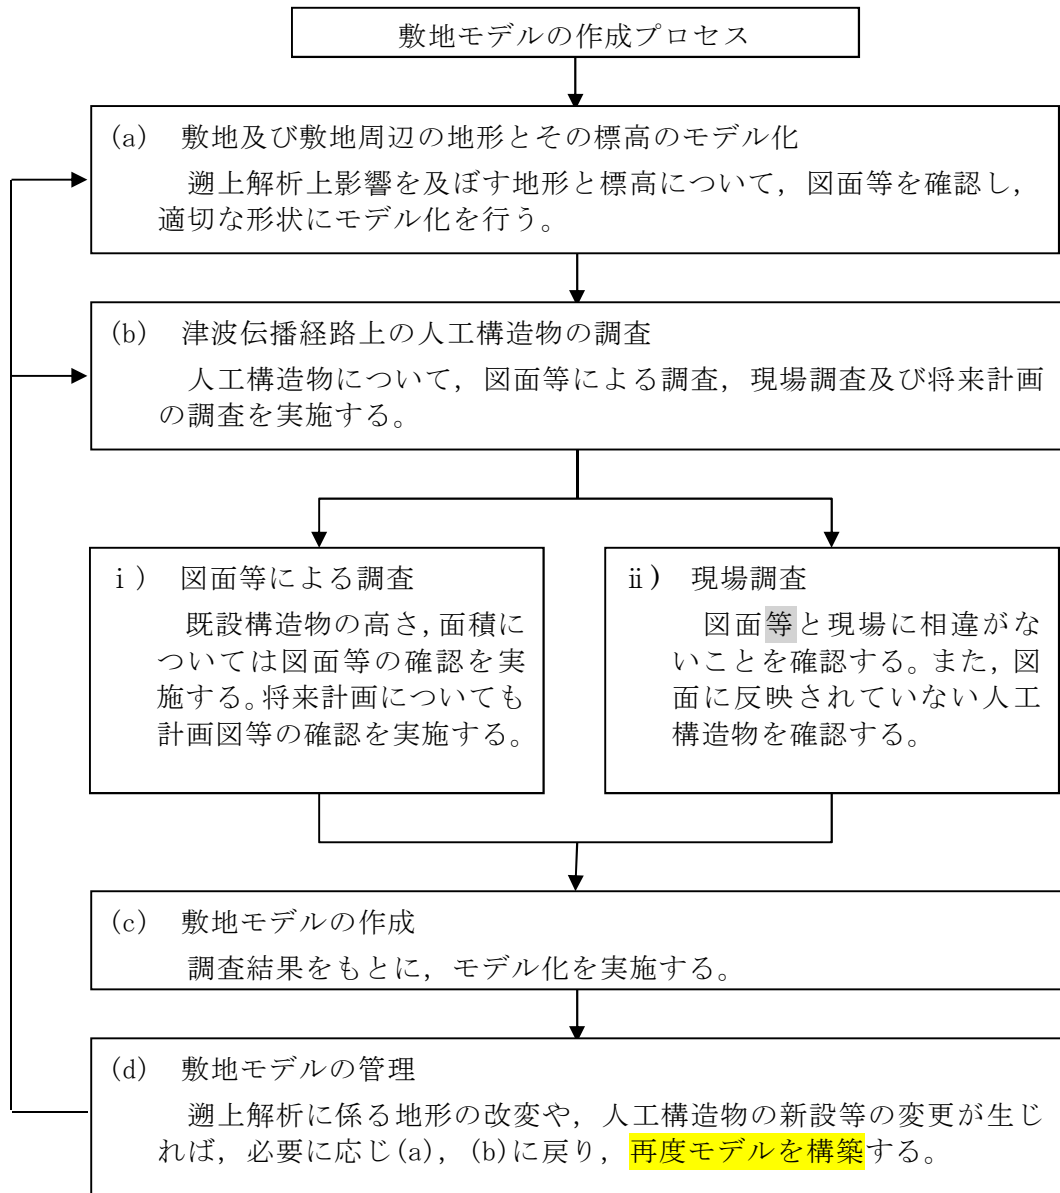 敷地モデルの作成プロセス
(a) 敷地及び敷地周辺の地形とその標高のモデル化
遡上解析上影響を及ぼす地形と標高について，図面等を確認し，
適切な形状にモデル化を行う。
(b) 津波伝播経路上の人工構造物の調査
人工構造物について，図面等による調査，現場調査及び将来計画
の調査を実施する。
ⅰ) 図面等による調査
既設構造物の高さ，面積に
ついては図面等の確認を実
施する。将来計画についても
計画図等の確認を実施する。
ⅱ) 現場調査
図面等と現場に相違がな
いことを確認する。また，図
面に反映されていない人工
構造物を確認する。
(c) 敷地モデルの作成
調査結果をもとに，モデル化を実施する。
(d) 敷地モデルの管理
遡上解析に係る地形の改変や，人工構造物の新設等の変更が生じ
れば，必要に応じ(a)，(b)に戻り，再度モデルを構築する。